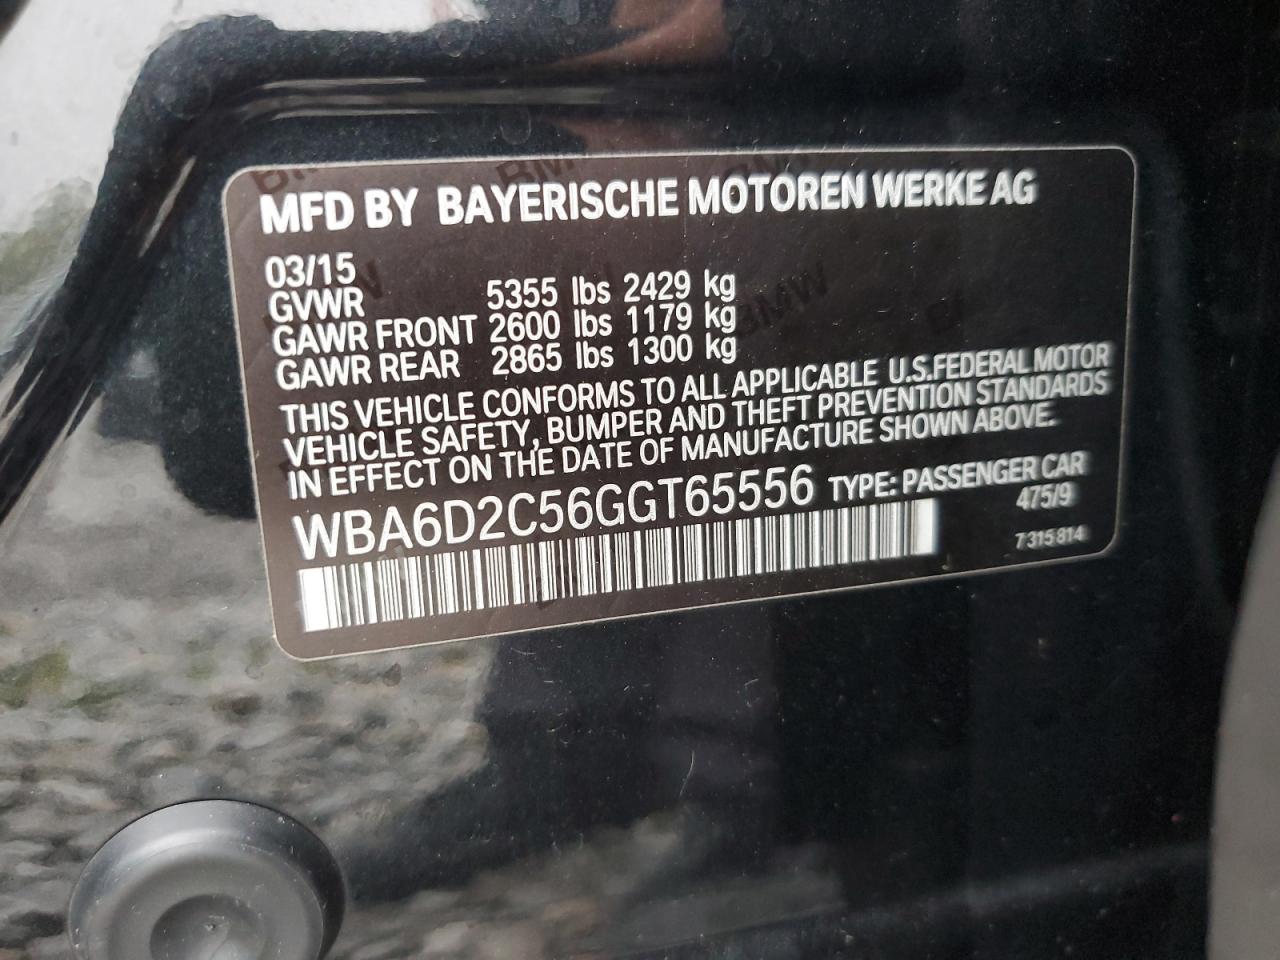 MFD BY BAYERISCHE MOTOREN WERKE AG
03/15
GVWR 5355 lbs 2429 kg
GAWR FRONT 2600 lbs 1179 kg
GAWR REAR 2865 lbs 1300 kg
THIS VEHICLE CONFORMS TO ALL APPLICABLE U.S.FEDERAL MOTOR
VEHICLE SAFETY, BUMPER AND THEFT PREVENTION STANDARDS
IN EFFECT ON THE DATE OF MANUFACTURE SHOWN ABOVE.
WBA6D2C56GGT65556 TYPE: PASSENGER CAR
475/9
7 315 814